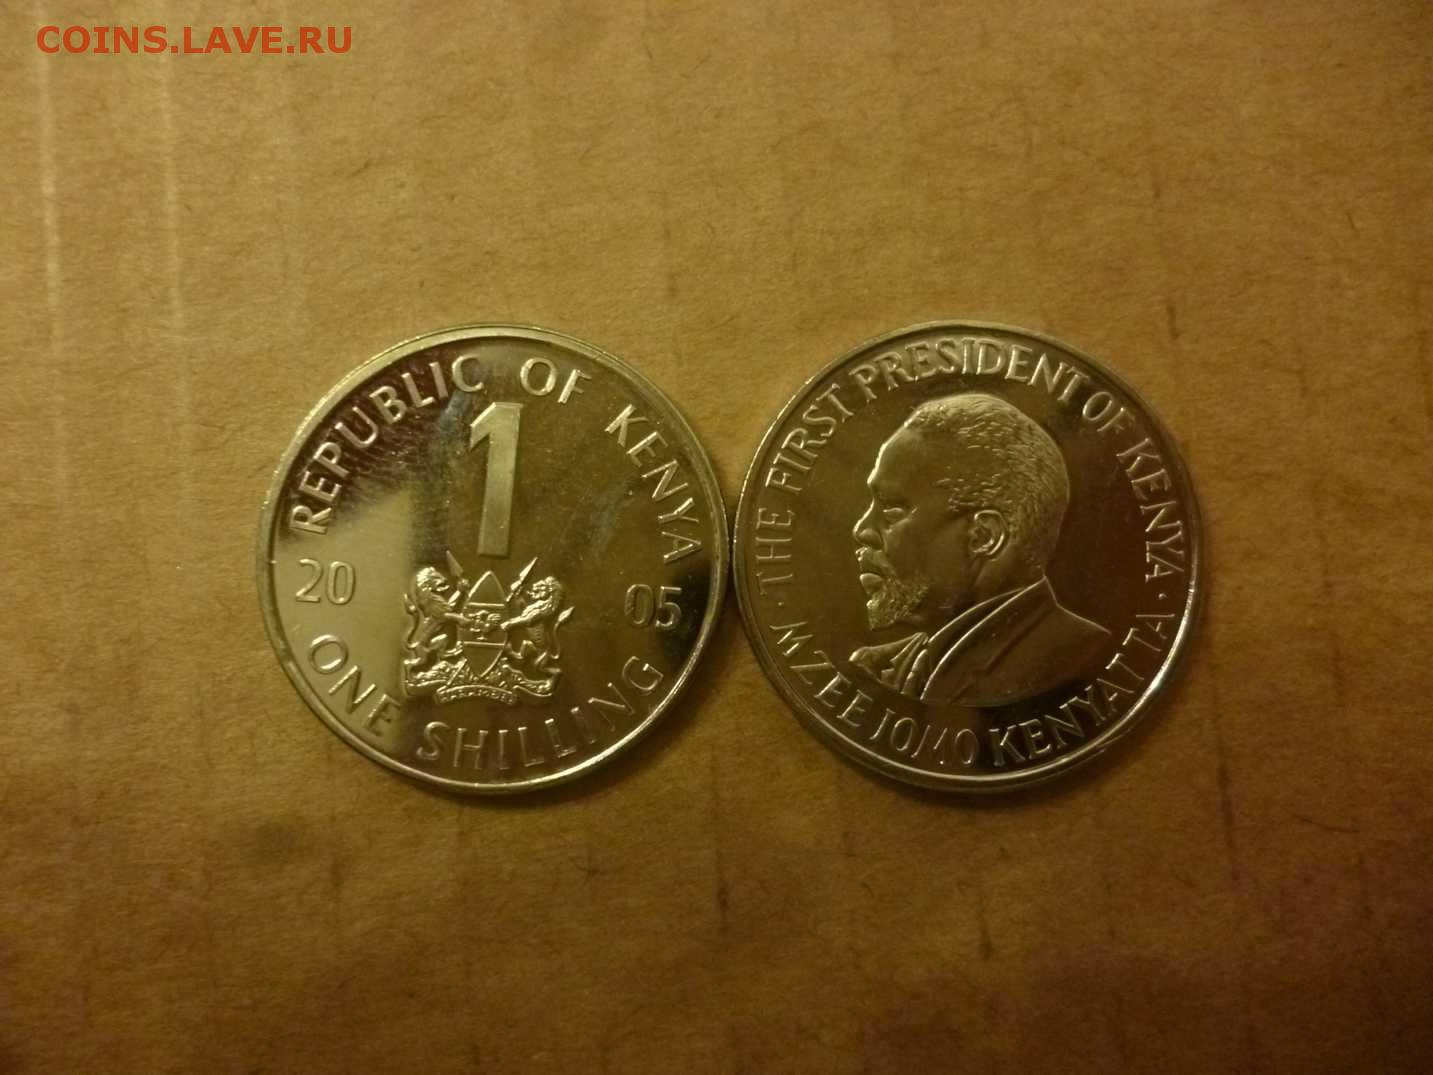 COINS.LAVE.RU
REPUBLIC OF KENYA
1
20 05
HARAMBEE
ONE SHILLING
· THE FIRST PRESIDENT OF KENYA ·
MZEE JOMO KENYATTA